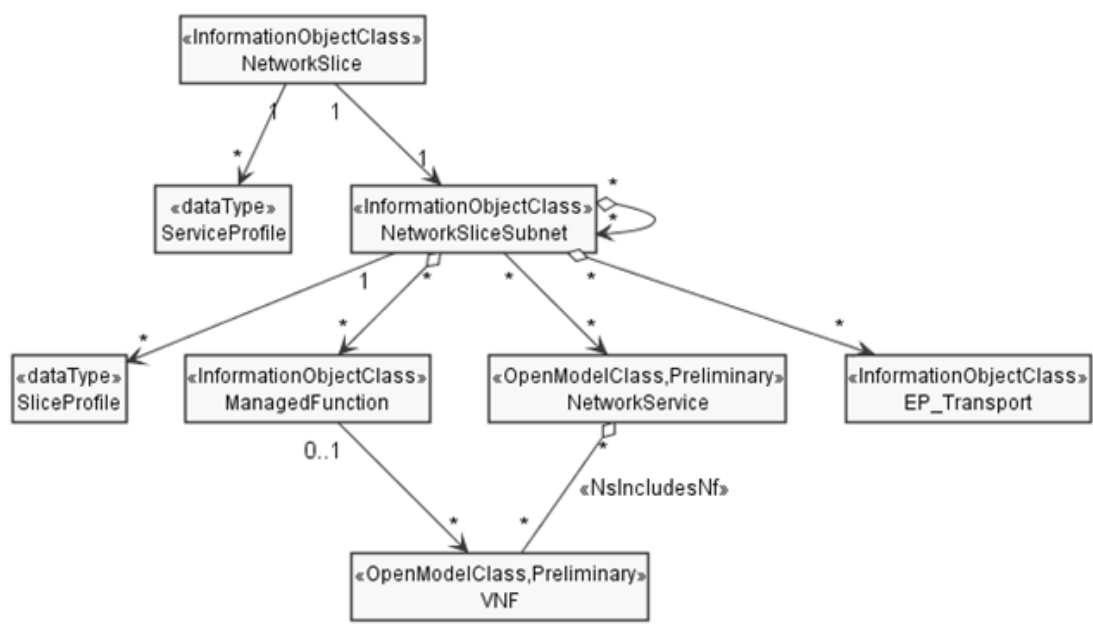 «InformationObjectClass»
NetworkSlice
1
1
*
1
«dataType»
ServiceProfile
«InformationObjectClass»
NetworkSliceSubnet
*
*
1
*
*
*
*
*
*
*
«dataType»
SliceProfile
«InformationObjectClass»
ManagedFunction
«OpenModelClass,Preliminary»
NetworkService
«InformationObjectClass»
EP_Transport
0..1
*
«NsIncludesNf»
*
*
«OpenModelClass,Preliminary»
VNF